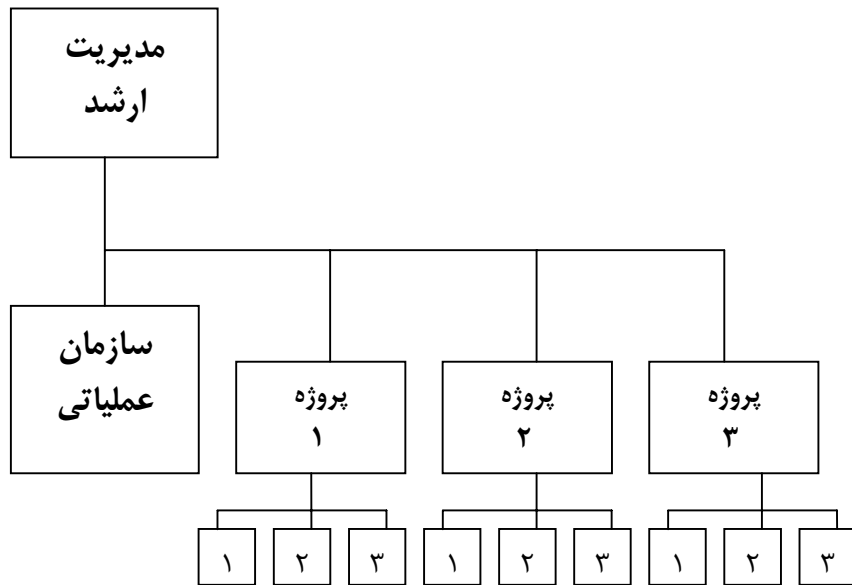 مدیریت
ارشد
سازمان
عملیاتی
پروژه
۱
پروژه
۲
پروژه
۳
۱
۲
۳
۱
۲
۳
۱
۲
۳